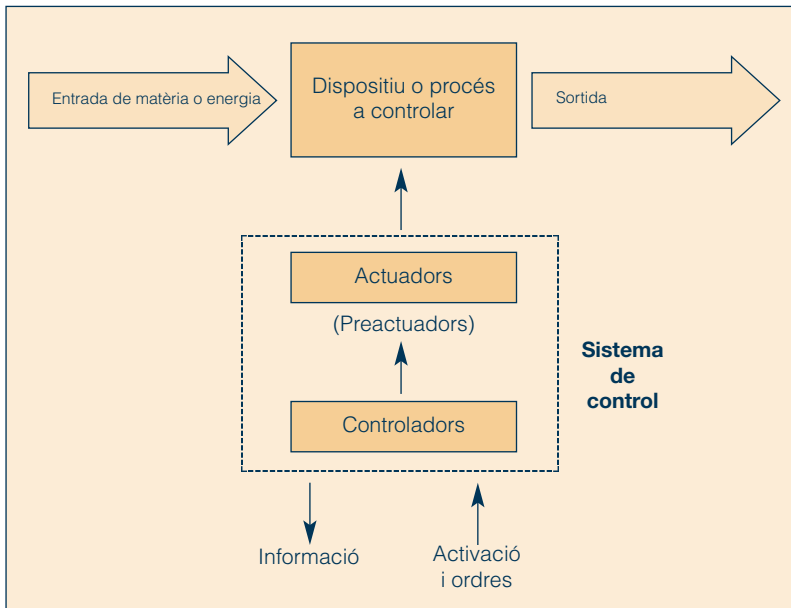 Entrada de matèria o energia
Dispositiu o procés
a controlar
Sortida
Actuadors
(Preactuadors)
Controladors
Sistema
de
control
Informació
Activació
i ordres